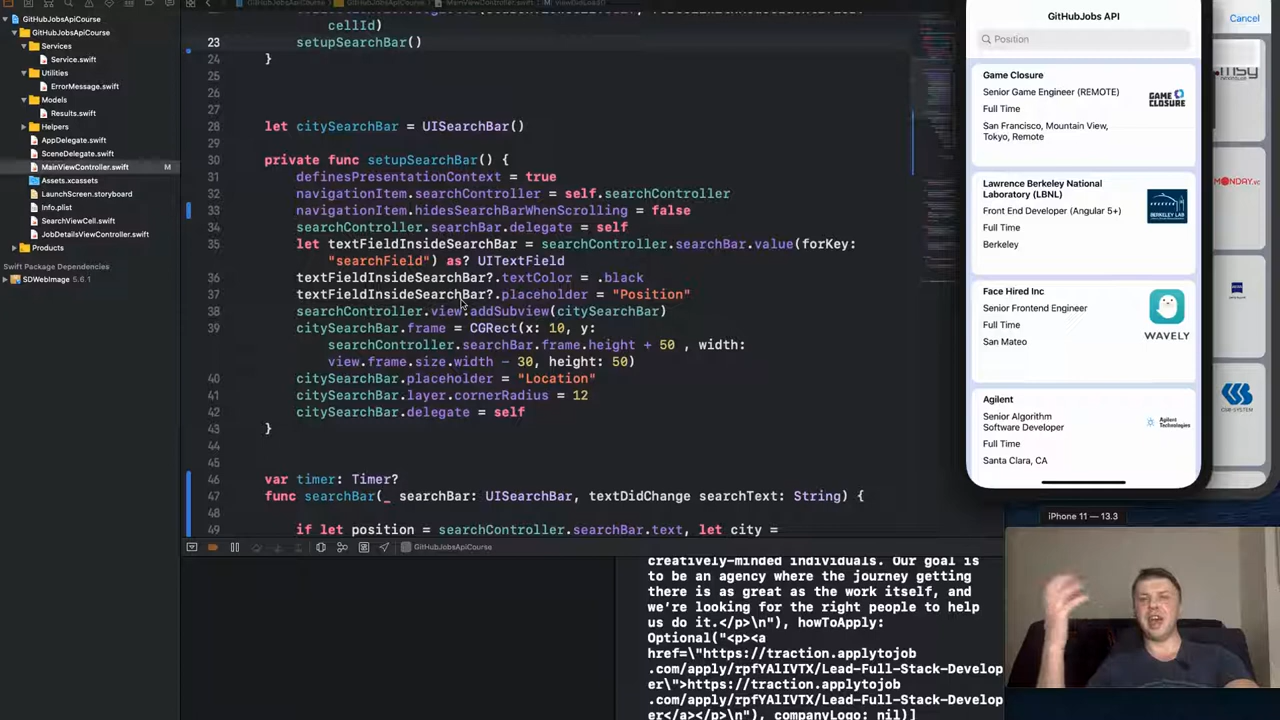 GitHubJobsApiCourse
GitHubJobsApiCourse
Services
Service.swift
Utilities
ErrorMessage.swift
Models
Results.swift
Helpers
AppDelegate.swift
SceneDelegate.swift
MainViewController.swift M
Assets.xcassets
LaunchScreen.storyboard
Info.plist
SearchViewCell.swift
JobDetailsViewController.swift
Products
Swift Package Dependencies
SDWebImage 5.6.1
cellId)
23 setupSearchBar()
24 }
25
26
27
28 let citySearchBar = UISearchBar()
29
30 private func setupSearchBar() {
31 definesPresentationContext = true
32 navigationItem.searchController = self.searchController
33 navigationItem.hidesSearchBarWhenScrolling = false
34 searchController.searchBar.delegate = self
35 let textFieldInsideSearchBar = searchController.searchBar.value(forKey:
"searchField") as? UITextField
36 textFieldInsideSearchBar?.textColor = .black
37 textFieldInsideSearchBar?.placeholder = "Position"
38 searchController.view.addSubview(citySearchBar)
39 citySearchBar.frame = CGRect(x: 10, y:
searchController.searchBar.frame.height + 50 , width:
view.frame.size.width - 30, height: 50)
40 citySearchBar.placeholder = "Location"
41 citySearchBar.layer.cornerRadius = 12
42 citySearchBar.delegate = self
43 }
44
45
46 var timer: Timer?
47 func searchBar(_ searchBar: UISearchBar, textDidChange searchText: String) {
48
49 if let position = searchController.searchBar.text, let city =
GitHubJobsApiCourse
creatively-minded individuals. Our goal is
to be an agency where the journey getting
there is as great as the work itself, and
we're looking for the right people to help
us do it.</p>\n"), howToApply:
Optional("<p><a
href=\"https://traction.applytojob
.com/apply/rpfYAlIVTX/Lead-Full-Stack-Develop
er\">https://traction.applytojob
.com/apply/rpfYAlIVTX/Lead-Full-Stack-Develop
er</a></p>\n"), companyLogo: nil)]
GitHubJobs API
Position
Game Closure
Senior Game Engineer (REMOTE)
Full Time
San Francisco, Mountain View,
Tokyo, Remote
GAME
CLOSURE
Lawrence Berkeley National
Laboratory (LBNL)
Front End Developer (Angular 5+)
Full Time
Berkeley
BERKELEY LAB
Face Hired Inc
Senior Frontend Engineer
Full Time
San Mateo
WAVELY
Agilent
Senior Algorithm
Software Developer
Full Time
Santa Clara, CA
Agilent
Technologies
Cancel
MONDAY.vc
CGR-SYSTEM
iPhone 11 — 13.3